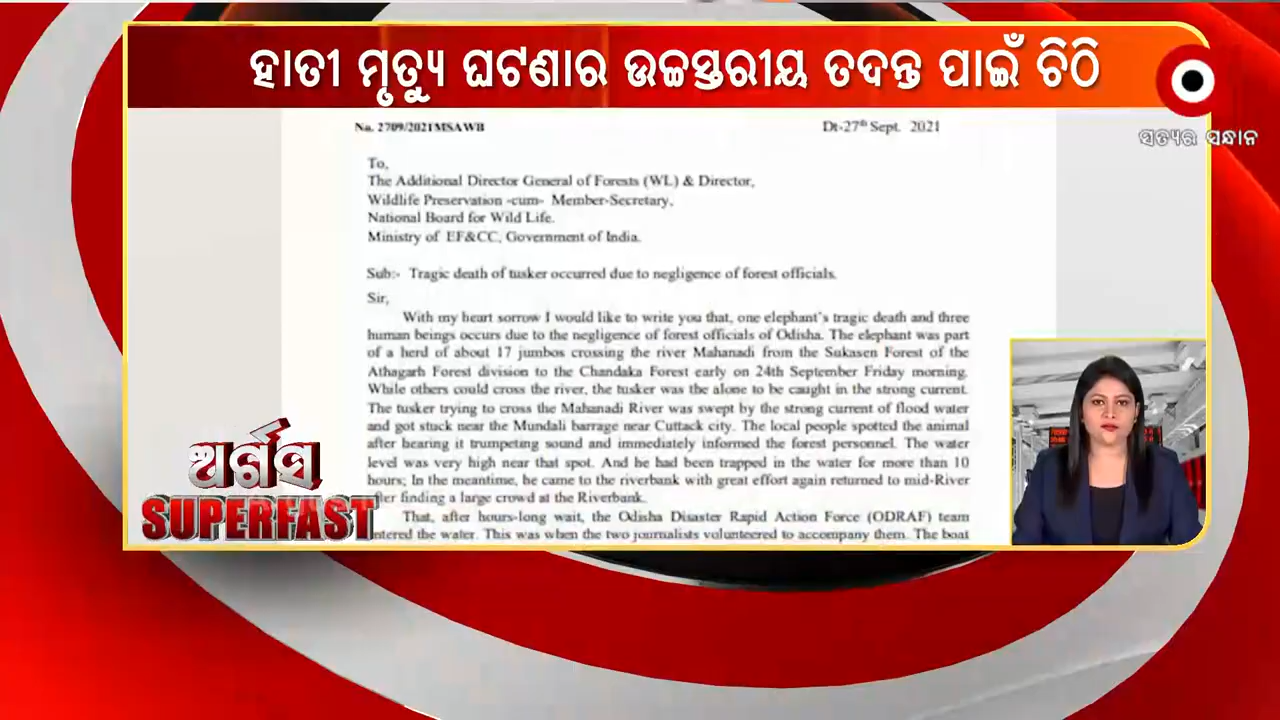 ହାତୀ ମୃତ୍ୟୁ ଘଟଣାର ଉଚ୍ଚସ୍ତରୀୟ ତଦନ୍ତ ପାଇଁ ଚିଠି
ସତ୍ୟର ସନ୍ଧାନ
No. 2709/2021MSAWB Dt-27th Sept. 2021
To,
The Additional Director General of Forests (WL) & Director,
Wildlife Preservation -cum- Member-Secretary,
National Board for Wild Life.
Ministry of EF&CC, Government of India.
Sub:- Tragic death of tusker occurred due to negligence of forest officials.
Sir,
With my heart sorrow I would like to write you that, one elephant's tragic death and three
human beings occurs due to the negligence of forest officials of Odisha. The elephant was part
of a herd of about 17 jumbos crossing the river Mahanadi from the Sukasen Forest of the
Athagarh Forest division to the Chandaka Forest early on 24th September Friday morning.
While others could cross the river, the tusker was the alone to be caught in the strong current.
The tusker trying to cross the Mahanadi River was swept by the strong current of flood water
and got stuck near the Mundali barrage near Cuttack city. The local people spotted the animal
after hearing it trumpeting sound and immediately informed the forest personnel. The water
level was very high near that spot. And he had been trapped in the water for more than 10
hours; In the meantime, he came to the riverbank with great effort again returned to mid-River
after finding a large crowd at the Riverbank.
That, after hours-long wait, the Odisha Disaster Rapid Action Force (ODRAF) team
entered the water. This was when the two journalists volunteered to accompany them. The boat
ଅର୍ଗସ
SUPERFAST